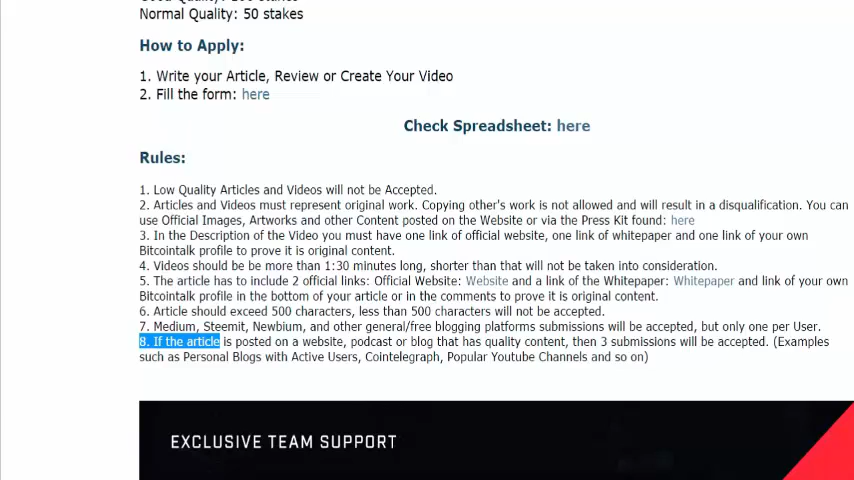 Normal Quality: 50 stakes
How to Apply:
1. Write your Article, Review or Create Your Video
2. Fill the form: here
Check Spreadsheet: here
Rules:
1. Low Quality Articles and Videos will not be Accepted.
2. Articles and Videos must represent original work. Copying other's work is not allowed and will result in a disqualification. You can
use Official Images, Artworks and other Content posted on the Website or via the Press Kit found: here
3. In the Description of the Video you must have one link of official website, one link of whitepaper and one link of your own
Bitcointalk profile to prove it is original content.
4. Videos should be be more than 1:30 minutes long, shorter than that will not be taken into consideration.
5. The article has to include 2 official links: Official Website: Website and a link of the Whitepaper: Whitepaper and link of your own
Bitcointalk profile in the bottom of your article or in the comments to prove it is original content.
6. Article should exceed 500 characters, less than 500 characters will not be accepted.
7. Medium, Steemit, Newbium, and other general/free blogging platforms submissions will be accepted, but only one per User.
8. If the article is posted on a website, podcast or blog that has quality content, then 3 submissions will be accepted. (Examples
such as Personal Blogs with Active Users, Cointelegraph, Popular Youtube Channels and so on)
EXCLUSIVE TEAM SUPPORT